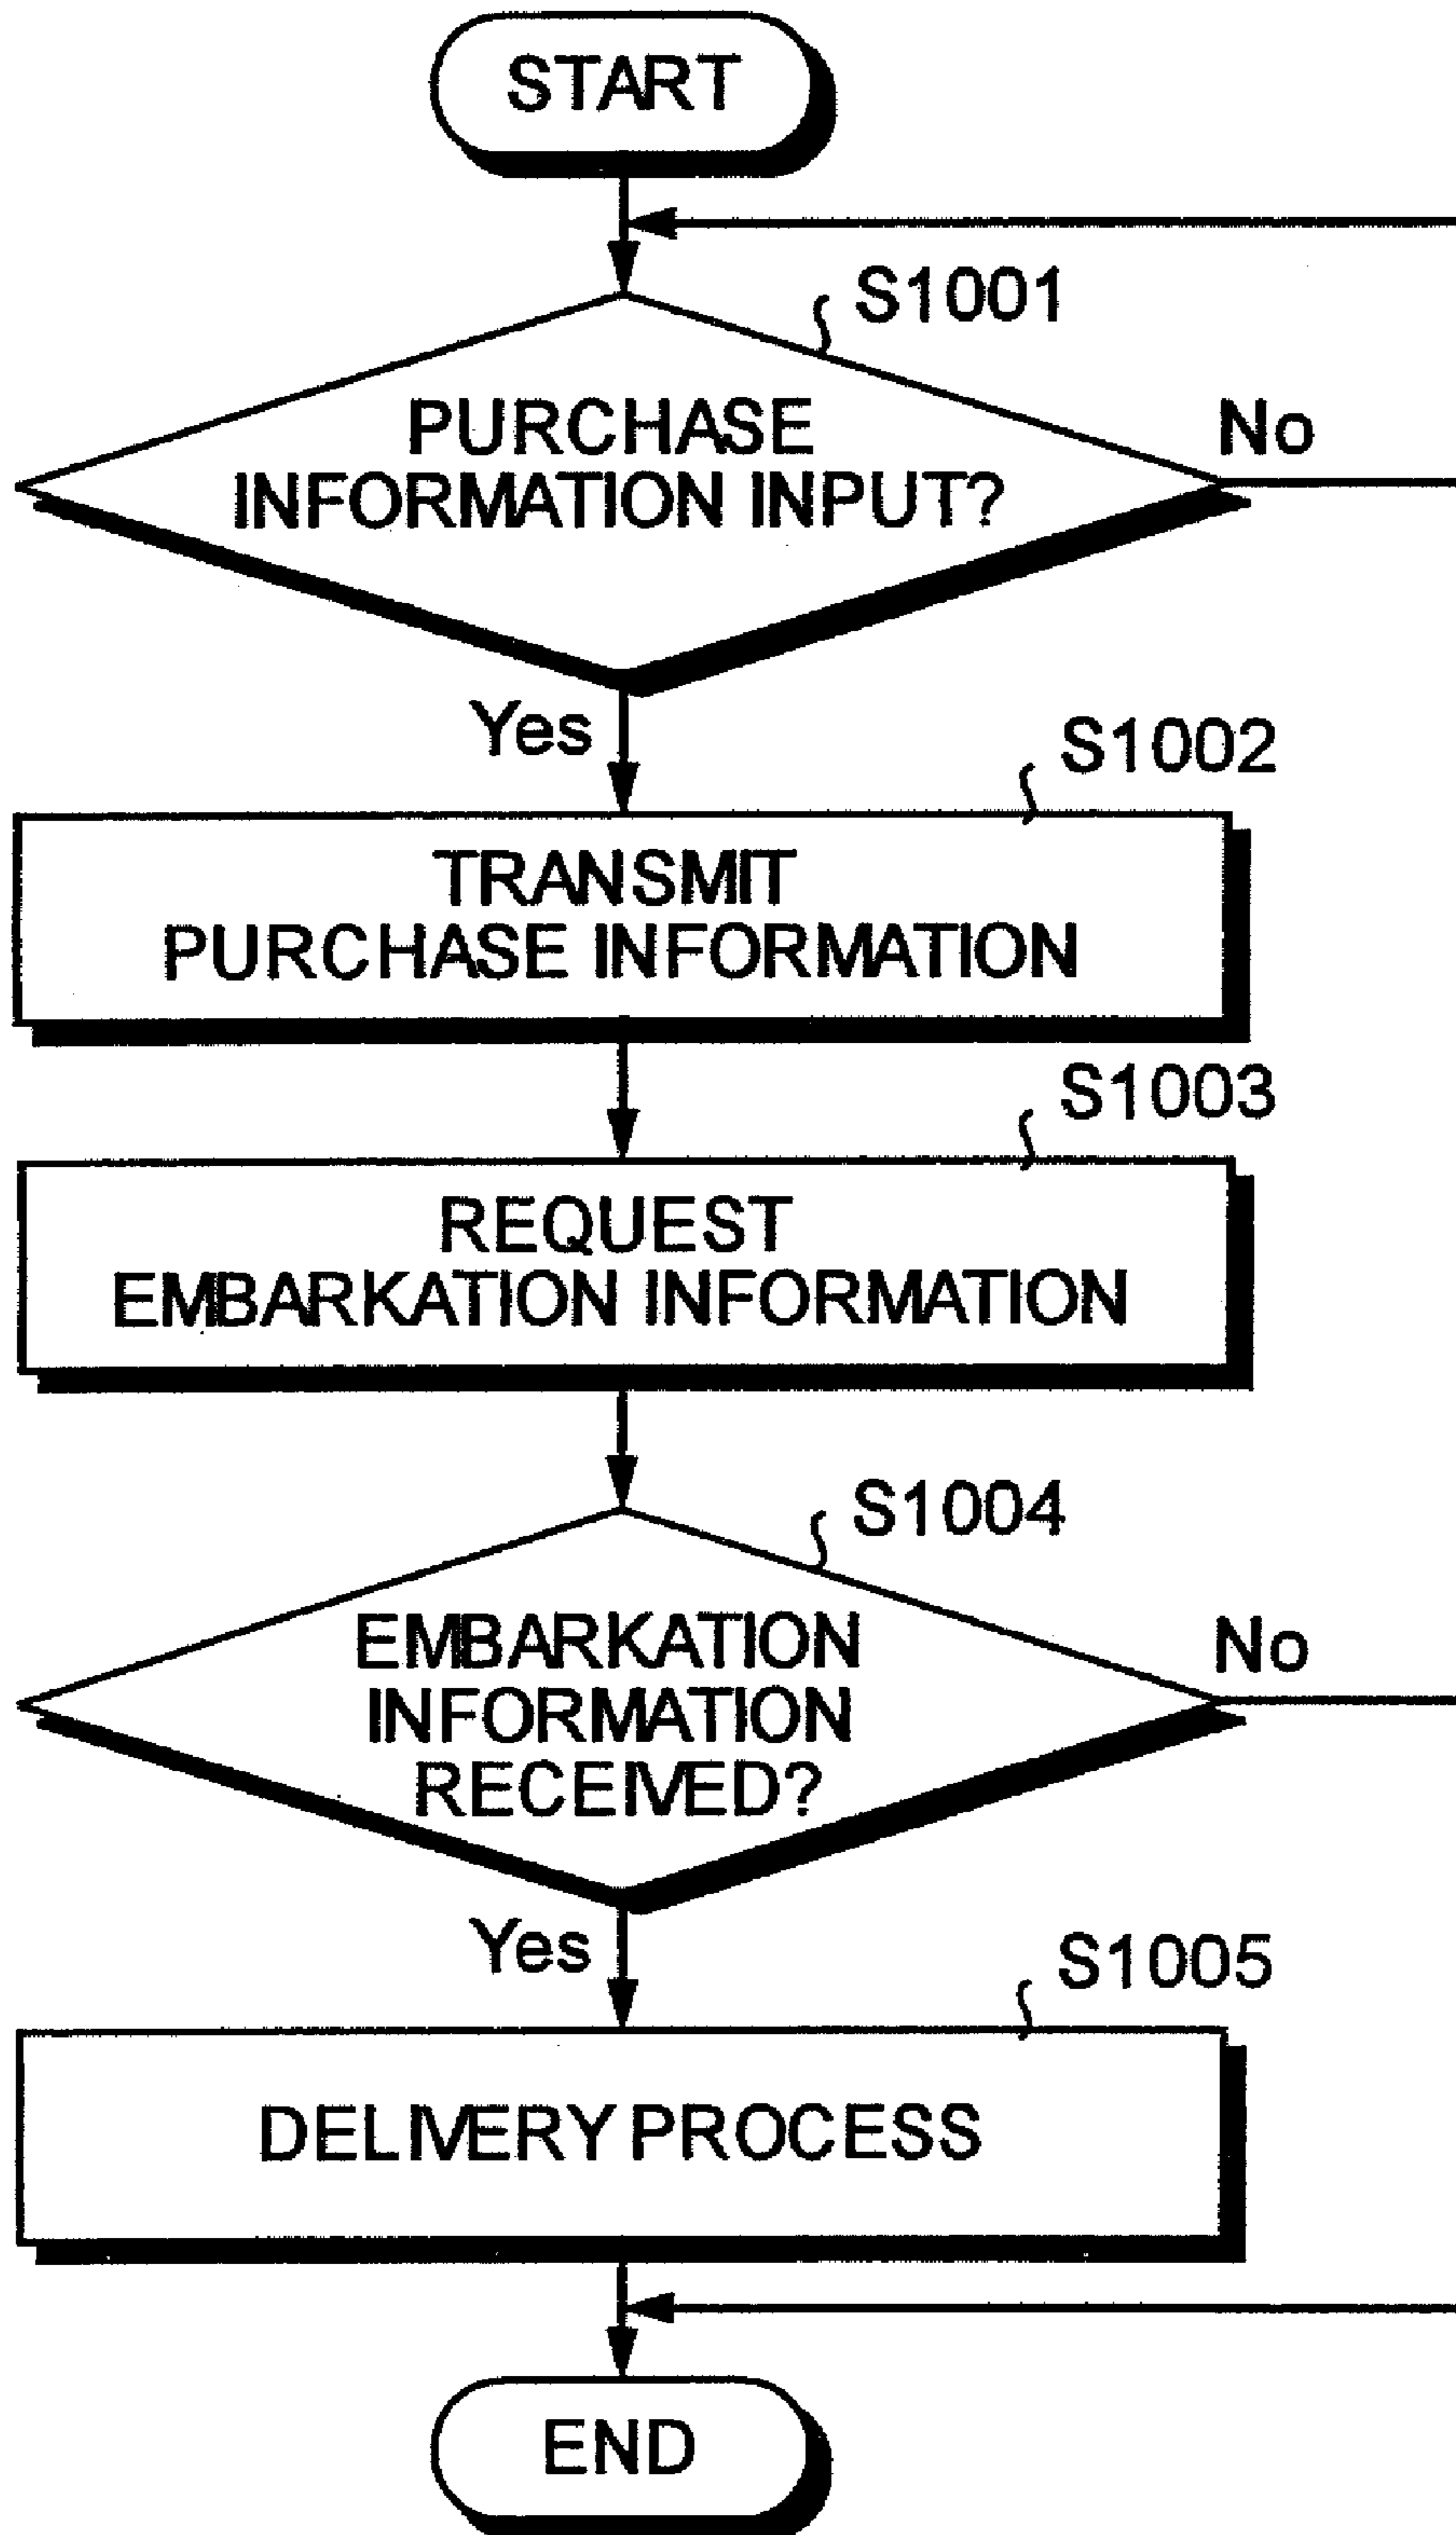 START
S1001
PURCHASE
INFORMATION INPUT?
No
Yes
S1002
TRANSMIT
PURCHASE INFORMATION
S1003
REQUEST
EMBARKATION INFORMATION
S1004
EMBARKATION
INFORMATION
RECEIVED?
No
Yes
S1005
DELIVERY PROCESS
END